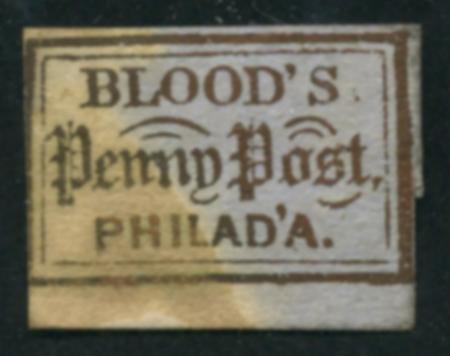 BLOOD'S
Penny Post,
PHILAD'A.